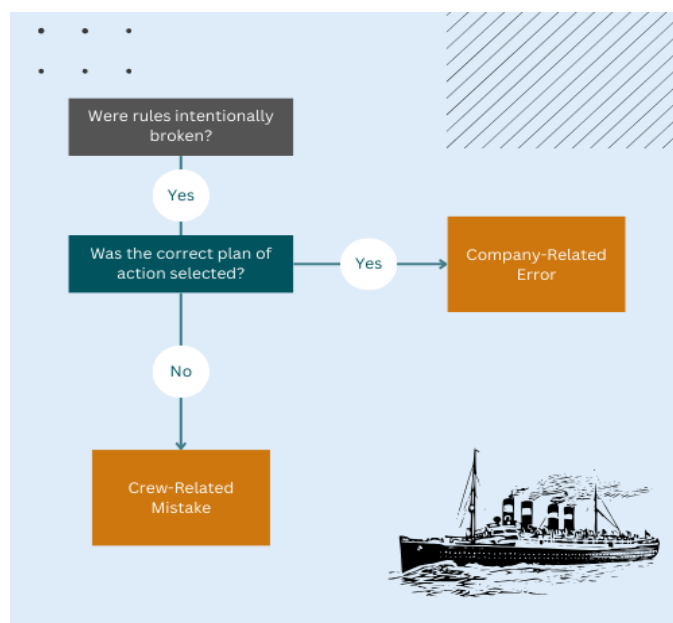 Were rules intentionally
broken?
Yes
Was the correct plan of
action selected?
Yes
Company-Related
Error
No
Crew-Related
Mistake